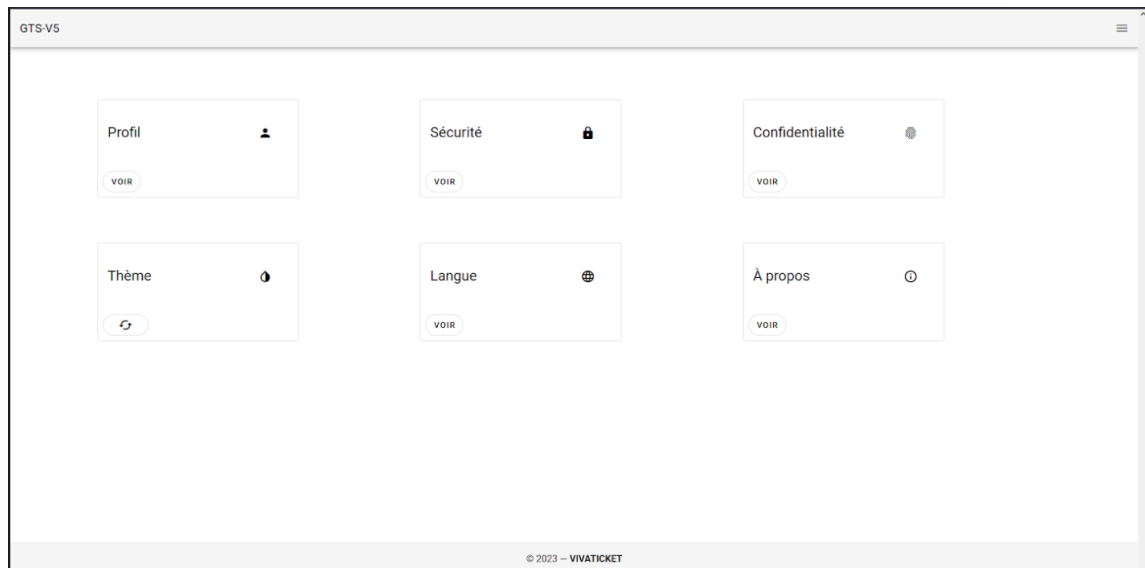 GTS-V5
Profil
Sécurité
Confidentialité
VOIR
VOIR
VOIR
Thème
Langue
À propos
VOIR
VOIR
© 2023 — VIVATICKET